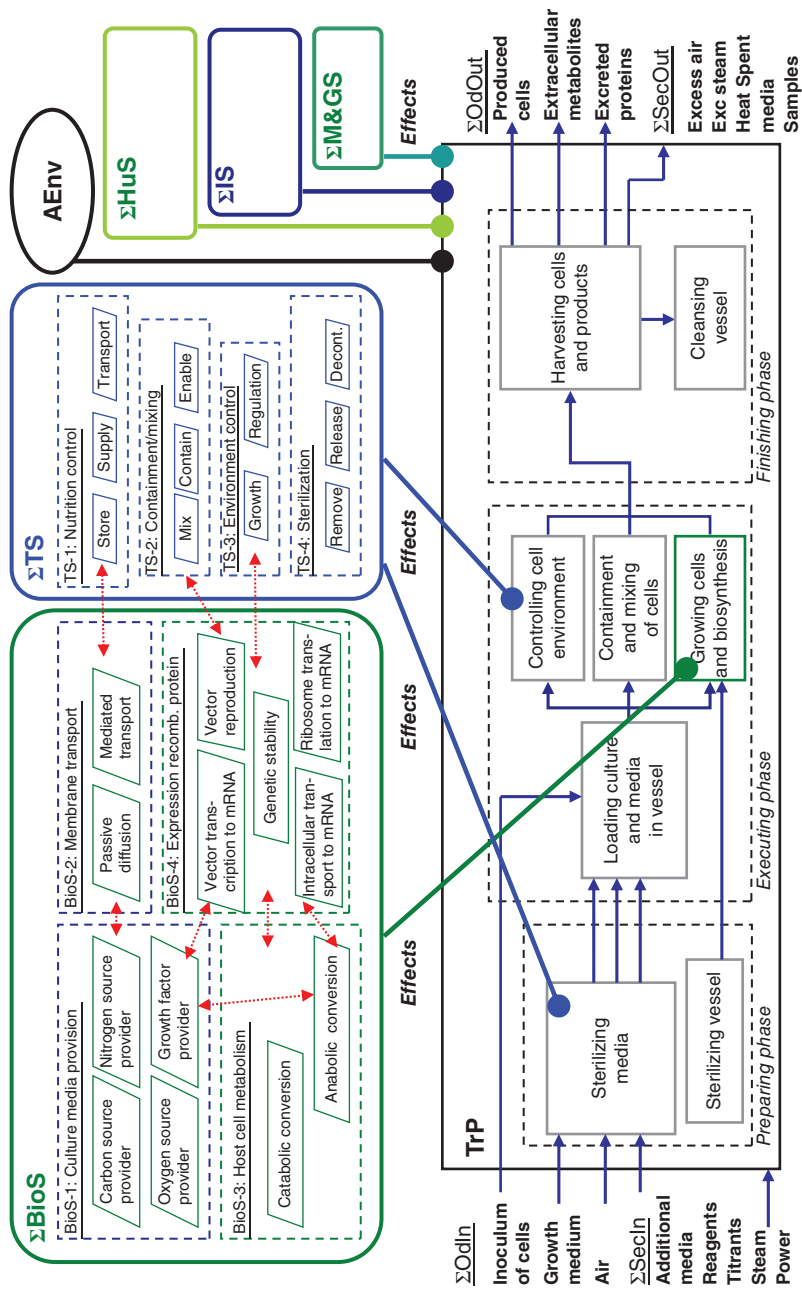 ΣBioS
BioS-1: Culture media provision
Carbon source
provider
Nitrogen source
provider
Oxygen source
provider
Growth factor
provider
BioS-2: Membrane transport
Passive
diffusion
Mediated
transport
BioS-3: Host cell metabolism
Catabolic conversion
Anabolic conversion
BioS-4: Expression recomb. protein
Vector trans-
cription to mRNA
Vector
reproduction
Genetic stability
Intracellular tran-
sport to mRNA
Ribosome trans-
lation to mRNA
ΣTS
TS-1: Nutrition control
Store
Supply
Transport
TS-2: Containment/mixing
Mix
Contain
Enable
TS-3: Environment control
Growth
Regulation
TS-4: Sterilization
Remove
Release
Decont.
AEnv
ΣHuS
ΣIS
ΣM&GS
Effects
Effects
Effects
Effects
TrP
ΣOdIn
Inoculum
of cells
Growth
medium
Air
ΣSecIn
Additional
media
Reagents
Titrants
Steam
Power
Sterilizing
media
Sterilizing vessel
Preparing phase
Loading culture
and media
in vessel
Controlling cell
environment
Containment
and mixing
of cells
Growing cells
and biosynthesis
Executing phase
Harvesting cells
and products
Cleansing
vessel
Finishing phase
ΣOdOut
Produced
cells
Extracellular
metabolites
Excreted
proteins
ΣSecOut
Excess air
Exc steam
Heat Spent
media
Samples